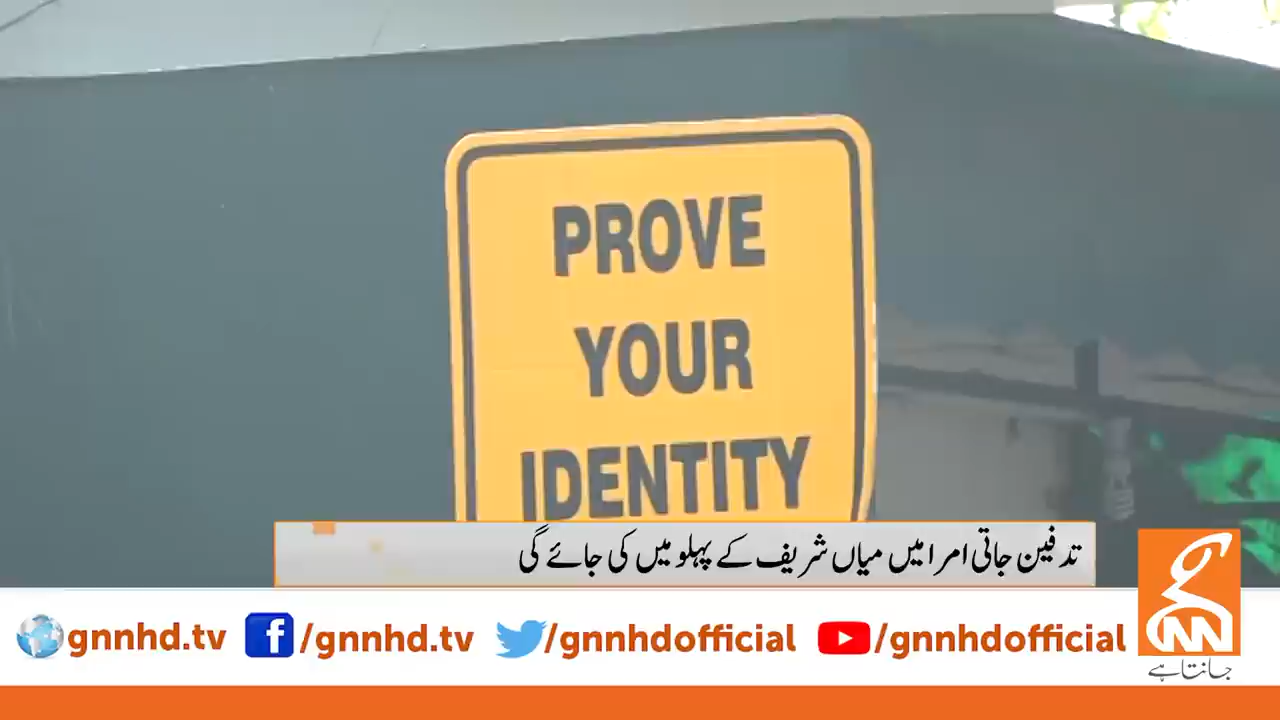 PROVE
YOUR
IDENTITY
تدفین جاتی امرا میں میاں شریف کے پہلو میں کی جائے گی
gnnhd.tv
/gnnhd.tv
/gnnhdofficial
/gnnhdofficial
GNN
جانتا ہے